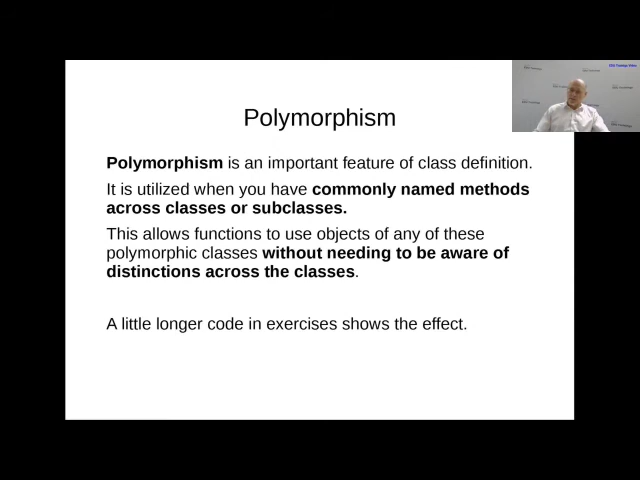 Polymorphism
Polymorphism is an important feature of class definition.
It is utilized when you have commonly named methods
across classes or subclasses.
This allows functions to use objects of any of these
polymorphic classes without needing to be aware of
distinctions across the classes.
A little longer code in exercises shows the effect.